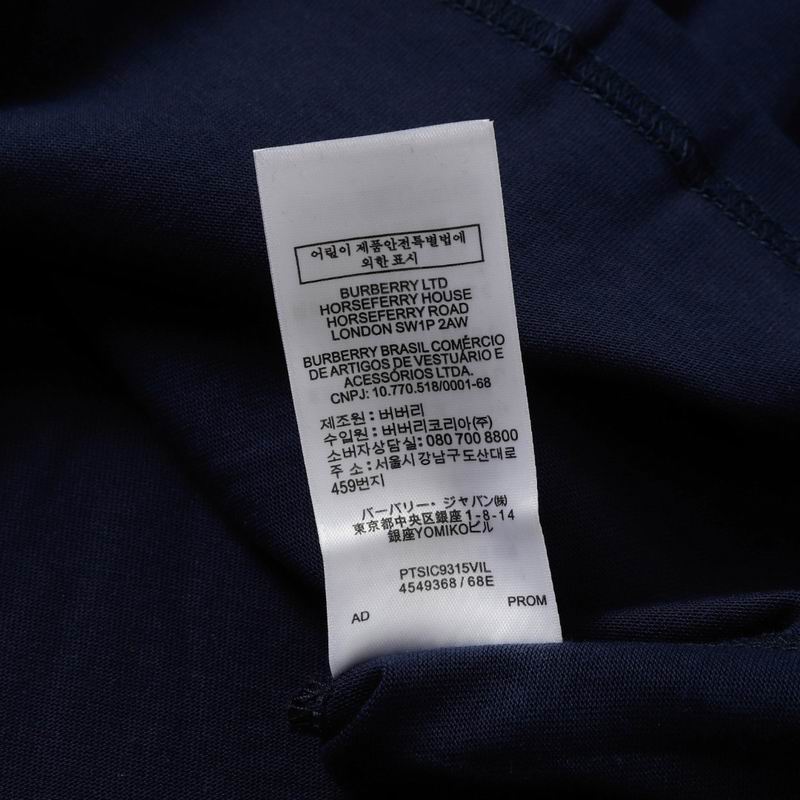 어린이 제품안전특별법에
의한 표시
BURBERRY LTD
HORSEFERRY HOUSE
HORSEFERRY ROAD
LONDON SW1P 2AW
BURBERRY BRASIL COMÉRCIO
DE ARTIGOS DE VESTUÁRIO E
ACESSÓRIOS LTDA.
CNPJ: 10.770.518/0001-68
제조원 : 버버리
수입원 : 버버리코리아(주)
소버자상담실: 080 700 8800
주 소 : 서울시 강남구 도산대로
459번지
バーバリー・ジャパン㈱
東京都中央区銀座1-8-14
銀座YOMIKOビル
PTSIC9315VIL
4549368 / 68E
AD PROM